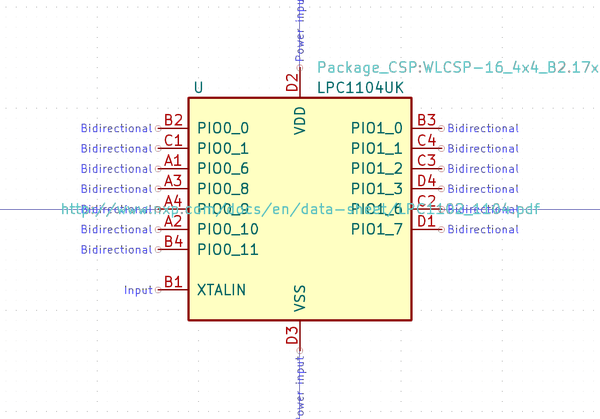 Power input
D2
Package_CSP:WLCSP-16_4x4_B2.17x
U
LPC1104UK
VDD
Bidirectional B2 PIO0_0 PIO1_0 B3 Bidirectional
Bidirectional C1 PIO0_1 PIO1_1 C4 Bidirectional
Bidirectional A1 PIO0_6 PIO1_2 C3 Bidirectional
Bidirectional A3 PIO0_8 PIO1_3 D4 Bidirectional
Bidirectional A4 PIO0_9 PIO1_6 C2 Bidirectional
Bidirectional A2 PIO0_10 PIO1_7 D1 Bidirectional
Bidirectional B4 PIO0_11
Input B1 XTALIN
VSS
D3